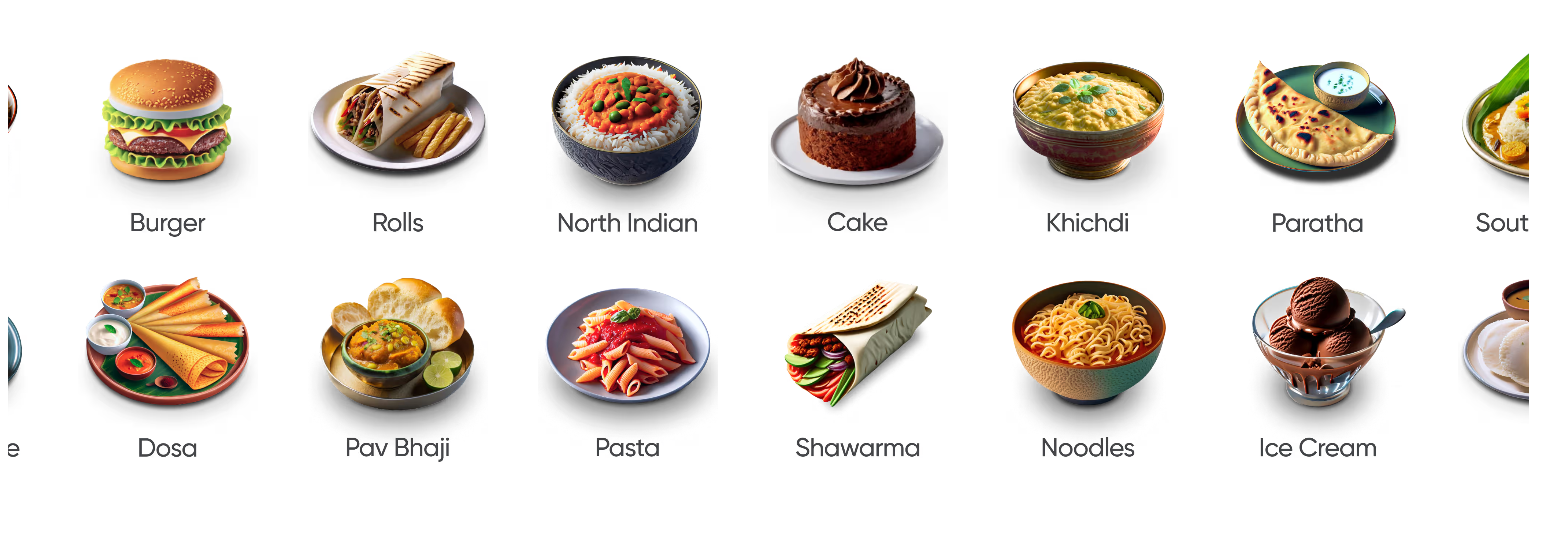 Burger Rolls North Indian Cake Khichdi Paratha Sout
e Dosa Pav Bhaji Pasta Shawarma Noodles Ice Cream